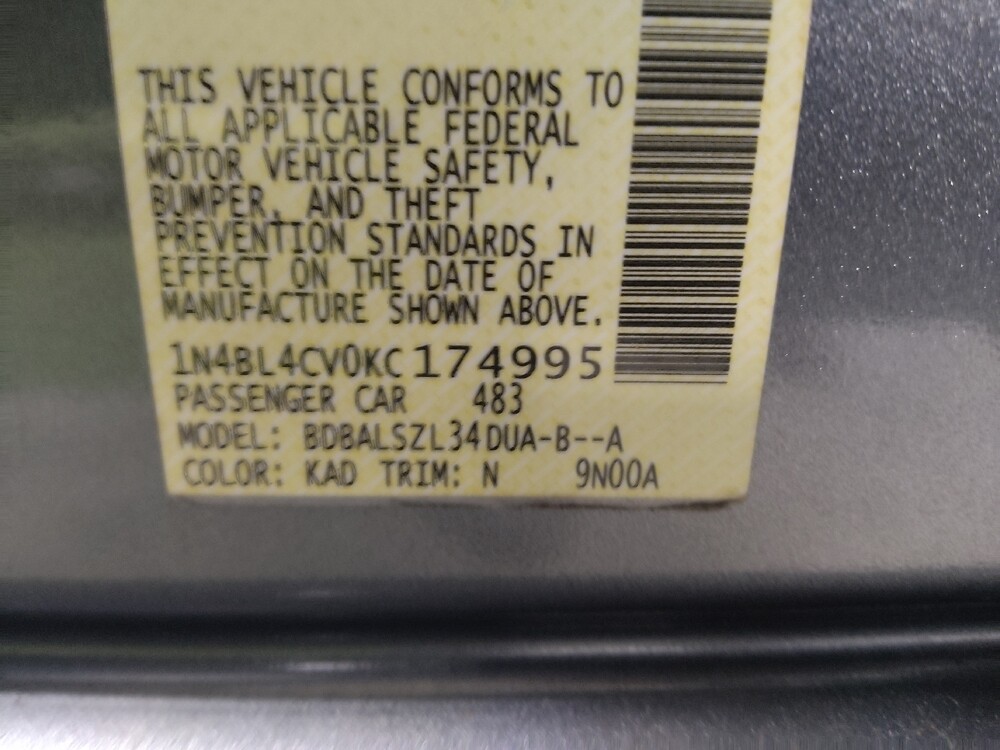 THIS VEHICLE CONFORMS TO
ALL APPLICABLE FEDERAL
MOTOR VEHICLE SAFETY,
BUMPER, AND THEFT
PREVENTION STANDARDS IN
EFFECT ON THE DATE OF
MANUFACTURE SHOWN ABOVE.
1N4BL4CV0KC174995
PASSENGER CAR 483
MODEL: BDBALSZL34DUA-B--A
COLOR: KAD TRIM: N 9N00A